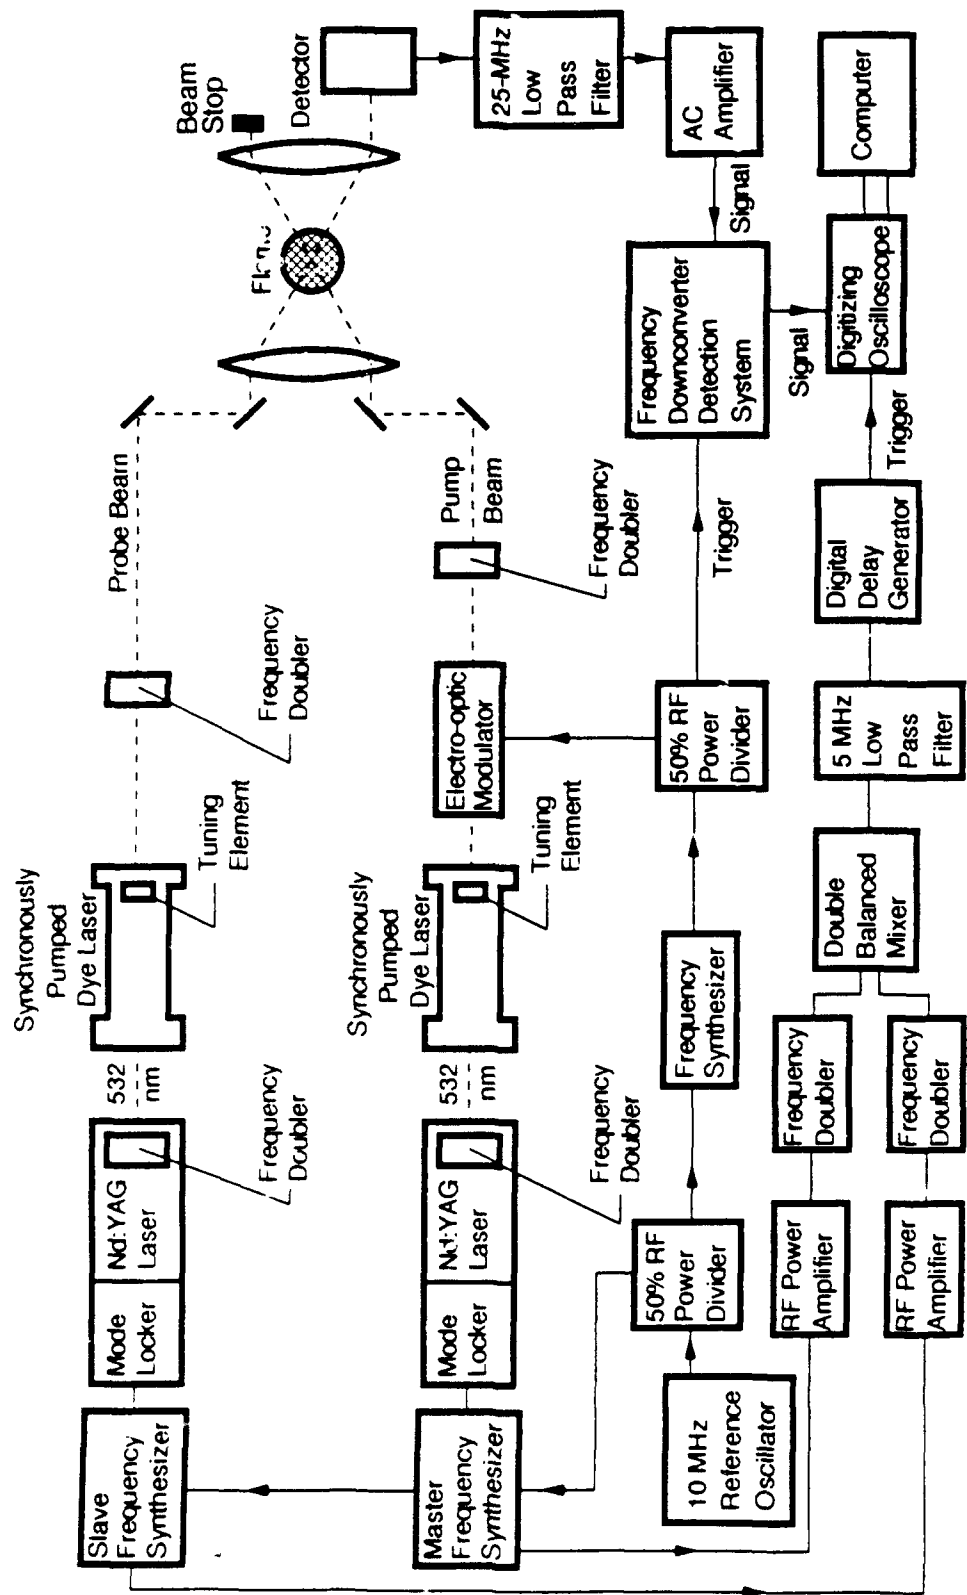 Slave
Frequency
Synthesizer
Mode
Locker
Nd:YAG
Laser
532
nm
Synchronously
Pumped
Dye Laser
Frequency
Doubler
Tuning
Element
Frequency
Doubler
Probe Beam
Beam
Stop
Detector
Master
Frequency
Synthesizer
Mode
Locker
Nd:YAG
Laser
532
nm
Synchronously
Pumped
Dye Laser
Frequency
Doubler
Tuning
Element
Electro-optic
Modulator
Pump
Beam
Frequency
Doubler
25-MHz
Low
Pass
Filter
10 MHz
Reference
Oscillator
50% RF
Power
Divider
Frequency
Synthesizer
50% RF
Power
Divider
Trigger
Frequency
Downconverter
Detection
System
Signal
AC
Amplifier
RF Power
Amplifier
Frequency
Doubler
RF Power
Amplifier
Frequency
Doubler
Double
Balanced
Mixer
5 MHz
Low
Pass
Filter
Digital
Delay
Generator
Trigger
Signal
Digitizing
Oscilloscope
Computer